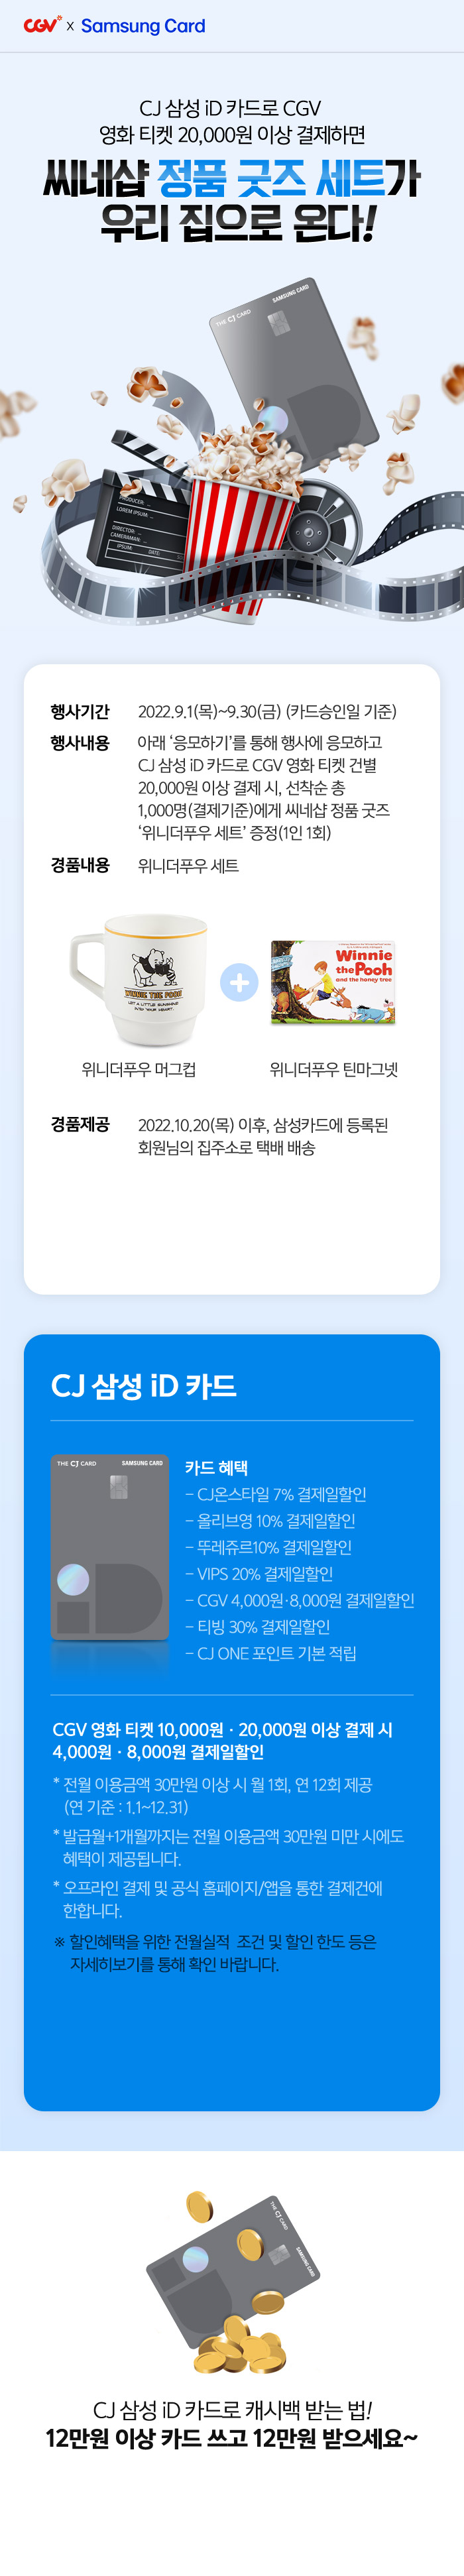 CGV x Samsung Card
CJ 삼성 iD 카드로 CGV
영화 티켓 20,000원 이상 결제하면
씨네샵 정품 굿즈 세트가
우리 집으로 온다!
THE CJ CARD
SAMSUNG CARD
PRODUCER:
LOREM IPSUM:
DIRECTOR:
CAMERAMAN:
IPSUM:
DATE:
행사기간 2022.9.1(목)~9.30(금) (카드승인일 기준)
행사내용 아래 ‘응모하기’를 통해 행사에 응모하고
CJ 삼성 iD 카드로 CGV 영화 티켓 건별
20,000원 이상 결제 시, 선착순 총
1,000명(결제기준)에게 씨네샵 정품 굿즈
‘위니더푸우 세트’ 증정(1인 1회)
경품내용 위니더푸우 세트
WINNIE THE POOH
LET A LITTLE SUNSHINE
INTO YOUR HEART.
+
Winnie
the Pooh
and the honey tree
위니더푸우 머그컵
위니더푸우 틴마그넷
경품제공 2022.10.20(목) 이후, 삼성카드에 등록된
회원님의 집주소로 택배 배송
CJ 삼성 iD 카드
THE CJ CARD
SAMSUNG CARD
카드 혜택
- CJ온스타일 7% 결제일할인
- 올리브영 10% 결제일할인
- 뚜레쥬르10% 결제일할인
- VIPS 20% 결제일할인
- CGV 4,000원·8,000원 결제일할인
- 티빙 30% 결제일할인
- CJ ONE 포인트 기본 적립
CGV 영화 티켓 10,000원 · 20,000원 이상 결제 시
4,000원 · 8,000원 결제일할인
* 전월 이용금액 30만원 이상 시 월 1회, 연 12회 제공
(연 기준 : 1.1~12.31)
* 발급월+1개월까지는 전월 이용금액 30만원 미만 시에도
혜택이 제공됩니다.
* 오프라인 결제 및 공식 홈페이지/앱을 통한 결제건에
한합니다.
※ 할인혜택을 위한 전월실적 조건 및 할인 한도 등은
자세히보기를 통해 확인 바랍니다.
THE CJ CARD
SAMSUNG CARD
CJ 삼성 iD 카드로 캐시백 받는 법!
12만원 이상 카드 쓰고 12만원 받으세요~